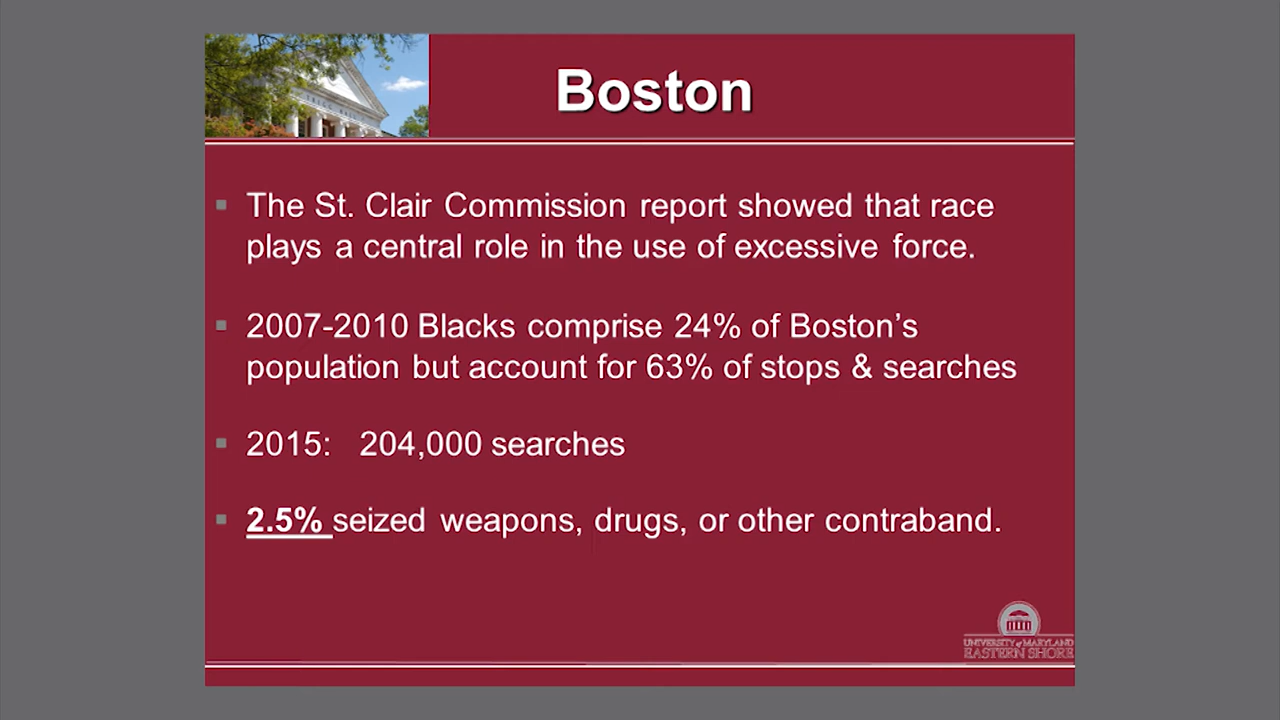 Boston
The St. Clair Commission report showed that race
plays a central role in the use of excessive force.
2007-2010 Blacks comprise 24% of Boston's
population but account for 63% of stops & searches
2015: 204,000 searches
2.5% seized weapons, drugs, or other contraband.
UNIVERSITY of MARYLAND
EASTERN SHORE